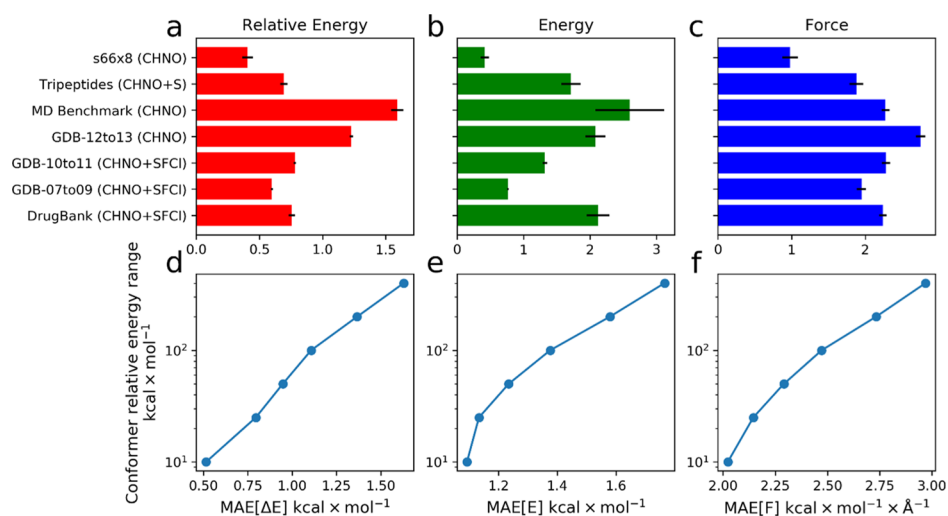 a
Relative Energy
b
Energy
c
Force
s66x8 (CHNO)
Tripeptides (CHNO+S)
MD Benchmark (CHNO)
GDB-12to13 (CHNO)
GDB-10to11 (CHNO+SFCl)
GDB-07to09 (CHNO+SFCl)
DrugBank (CHNO+SFCl)
0.0 0.5 1.0 1.5
0 1 2 3
0 1 2
d
e
f
Conformer relative energy range
kcal × mol⁻¹
10²
10¹
10²
10¹
10²
10¹
0.50 0.75 1.00 1.25 1.50
1.2 1.4 1.6
2.00 2.25 2.50 2.75 3.00
MAE[ΔE] kcal × mol⁻¹
MAE[E] kcal × mol⁻¹
MAE[F] kcal × mol⁻¹ × Å⁻¹